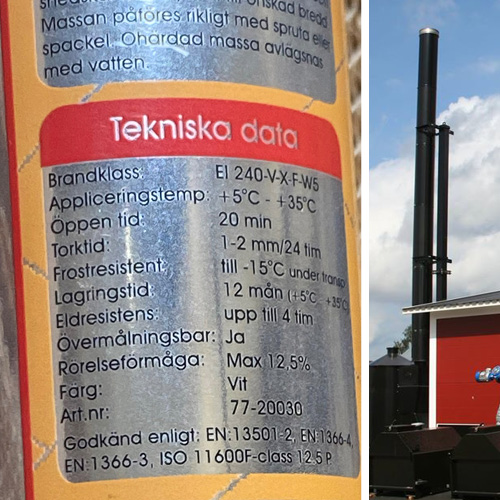 Massan påföres rikligt med spruta eller
spackel. Ohärdad massa avlägsnas
med vatten.
Tekniska data
Brandklass: EI 240-V-X-F-W5
Appliceringstemp: +5°C - +35°C
Öppen tid: 20 min
Torktid: 1-2 mm/24 tim
Frostresistent: till -15°C under transp
Lagringstid: 12 mån (+5°C - +35°C
Eldresistens: upp till 4 tim
Övermålningsbar: Ja
Rörelseförmåga: Max 12,5%
Färg: Vit
Art.nr: 77-20030
Godkänd enligt: EN:13501-2, EN:1366-4,
EN:1366-3, ISO 11600F-class 12.5 P